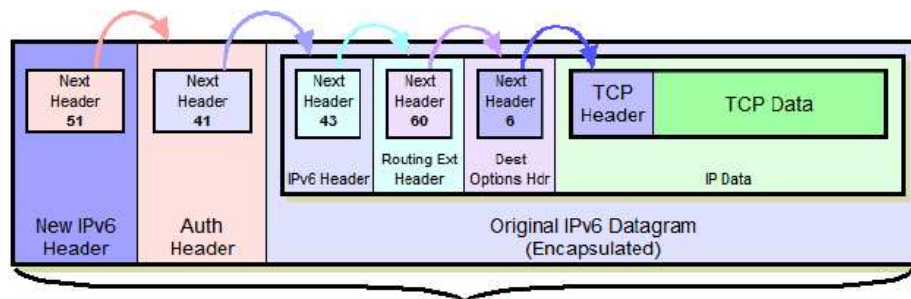 Next
Header
51
Next
Header
41
Next
Header
43
Next
Header
60
Next
Header
6
TCP
Header
TCP Data
IPv6 Header
Routing Ext
Header
Dest
Options Hdr
IP Data
New IPv6
Header
Auth
Header
Original IPv6 Datagram
(Encapsulated)